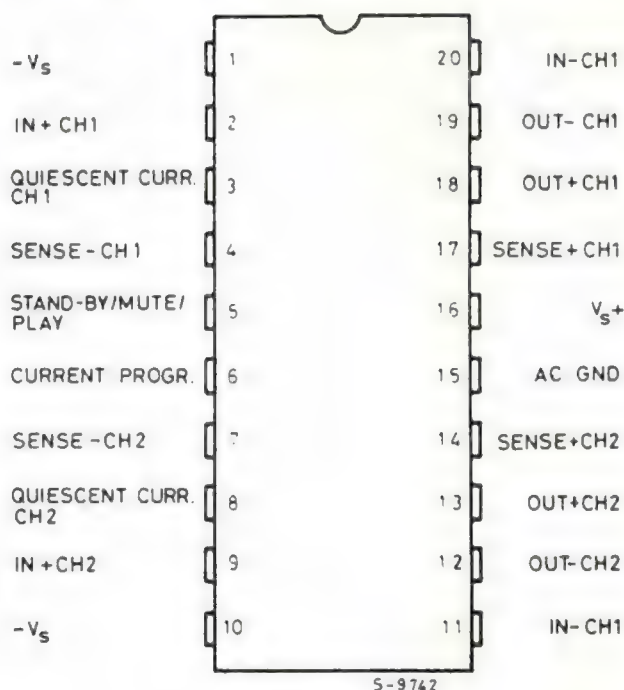 -Vs 1 20 IN-CH1
IN+ CH1 2 19 OUT- CH1
QUIESCENT CURR.
CH1 3 18 OUT+CH1
SENSE-CH1 4 17 SENSE+CH1
STAND-BY/MUTE/
PLAY 5 16 Vs+
CURRENT PROGR. 6 15 AC GND
SENSE-CH2 7 14 SENSE+CH2
QUIESCENT CURR.
CH2 8 13 OUT+CH2
IN+CH2 9 12 OUT-CH2
-Vs 10 11 IN-CH1
S-9742